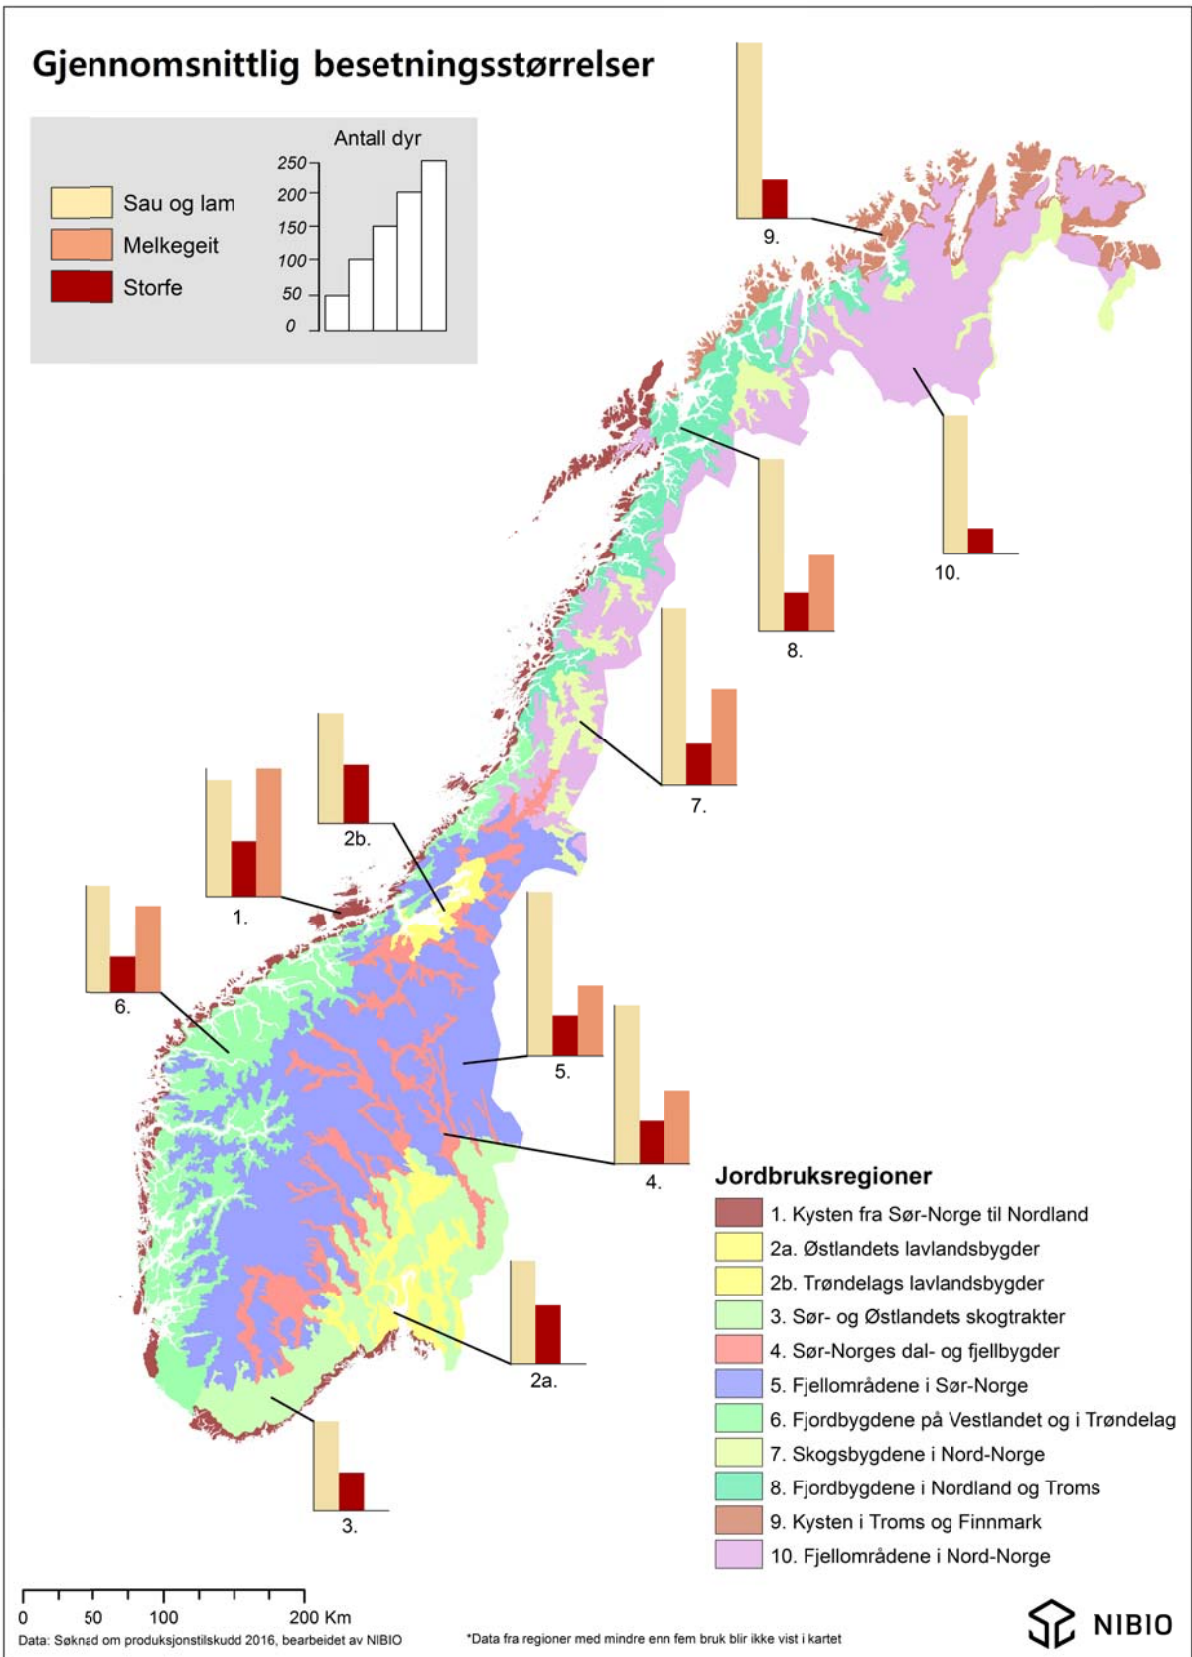 Gjennomsnittlig besetningsstørrelser
Antall dyr
250
200
150
100
50
0
Sau og lam
Melkegeit
Storfe
9.
10.
8.
7.
2b.
1.
6.
5.
4.
2a.
3.
Jordbruksregioner
1. Kysten fra Sør-Norge til Nordland
2a. Østlandets lavlandsbygder
2b. Trøndelags lavlandsbygder
3. Sør- og Østlandets skogtrakter
4. Sør-Norges dal- og fjellbygder
5. Fjellområdene i Sør-Norge
6. Fjordbygdene på Vestlandet og i Trøndelag
7. Skogsbygdene i Nord-Norge
8. Fjordbygdene i Nordland og Troms
9. Kysten i Troms og Finnmark
10. Fjellområdene i Nord-Norge
0 50 100 200 Km
Data: Søknad om produksjonstilskudd 2016, bearbeidet av NIBIO
*Data fra regioner med mindre enn fem bruk blir ikke vist i kartet
NIBIO